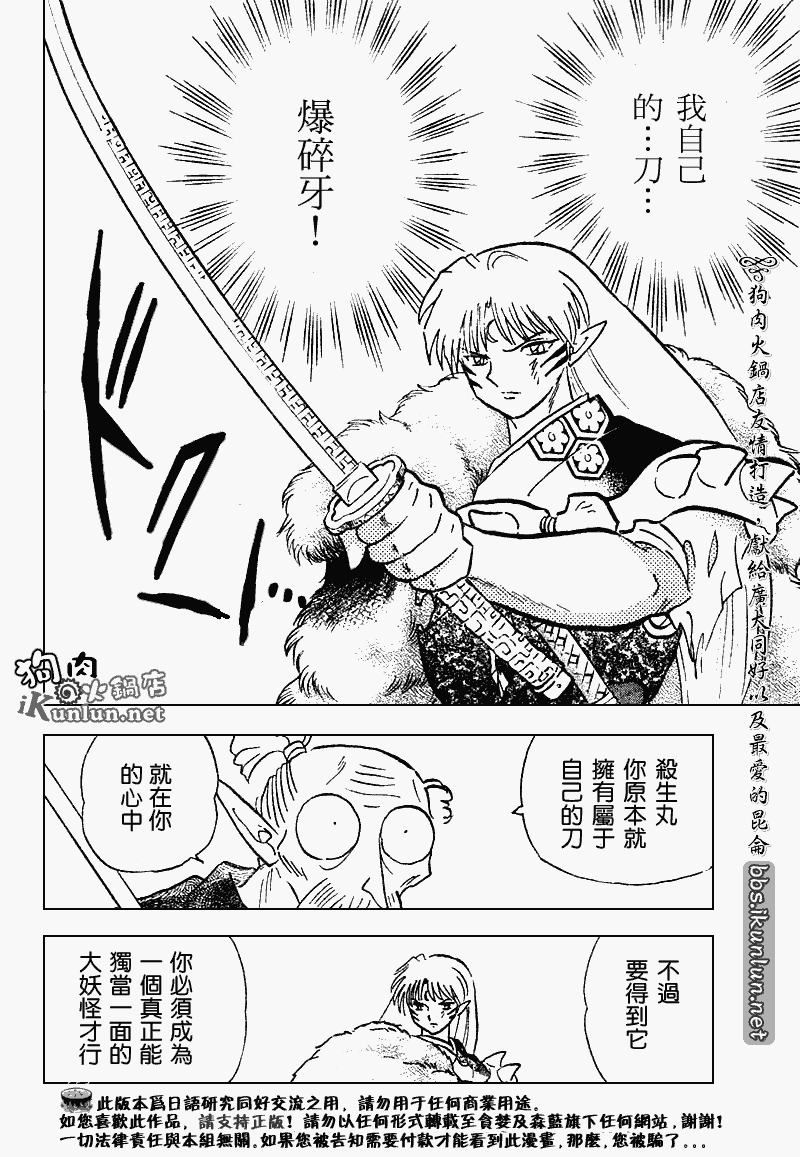 我自己
的…刀…
爆碎牙！
殺生丸
你原本就
擁有屬于
自己的刀
就在你
的心中
不過
要得到它
你必須成為
一個真正能
獨當一面的
大妖怪才行
狗肉火鍋店友情打造，獻給廣大同好以及最愛的昆侖
bbs.ikunlun.net
狗肉
火鍋店
iKunlun.net
此版本爲日語研究同好交流之用，請勿用于任何商業用途。
如您喜歡此作品，請支持正版！請勿以任何形式轉載至貪婪及森藍旗下任何網站，謝謝！
一切法律責任與本組無關。如果您被告知需要付款才能看到此漫畫，那麼，您被騙了...